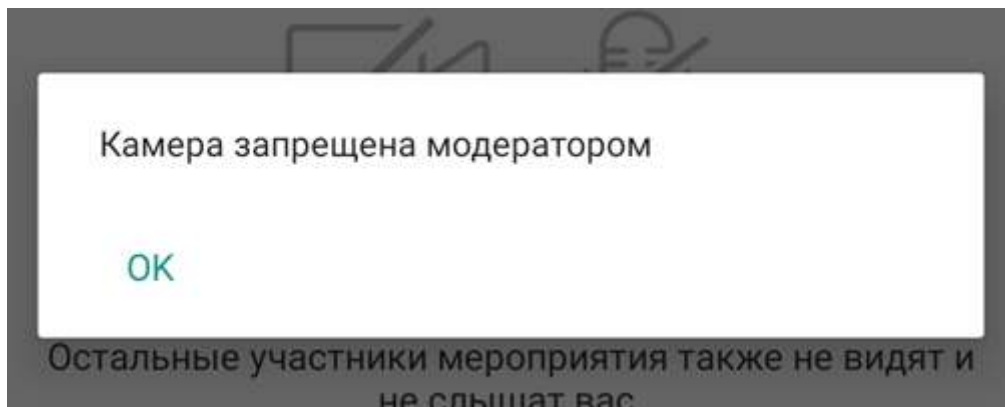 Камера запрещена модератором
OK
Остальные участники мероприятия также не видят и
не слышат вас